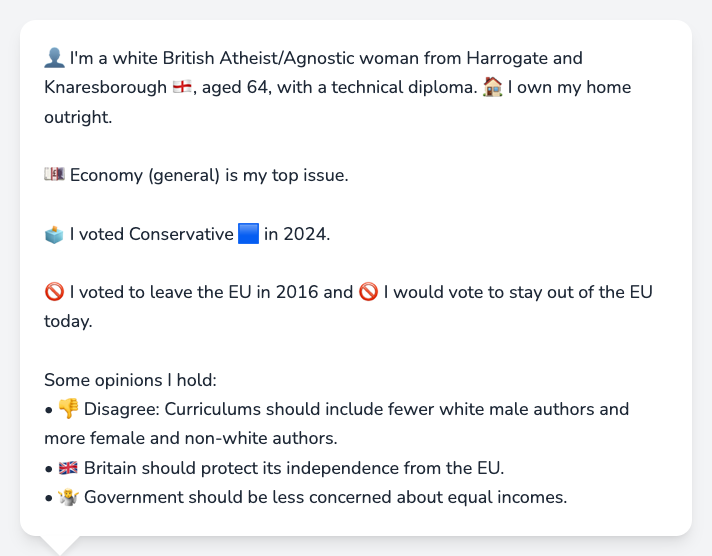 👤 I'm a white British Atheist/Agnostic woman from Harrogate and
Knaresborough 🏴󠁧󠁢󠁥󠁮󠁧󠁿, aged 64, with a technical diploma. 🏠 I own my home
outright.
💷 Economy (general) is my top issue.
🗳️ I voted Conservative 🟦 in 2024.
🚫 I voted to leave the EU in 2016 and 🚫 I would vote to stay out of the EU
today.
Some opinions I hold:
• 👎 Disagree: Curriculums should include fewer white male authors and
more female and non-white authors.
• 🇬🇧 Britain should protect its independence from the EU.
• 🤷 Government should be less concerned about equal incomes.